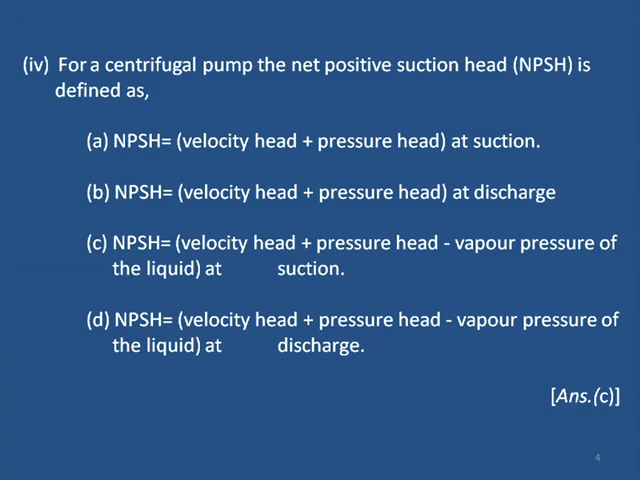 (iv) For a centrifugal pump the net positive suction head (NPSH) is
defined as,
(a) NPSH= (velocity head + pressure head) at suction.
(b) NPSH= (velocity head + pressure head) at discharge
(c) NPSH= (velocity head + pressure head - vapour pressure of
the liquid) at suction.
(d) NPSH= (velocity head + pressure head - vapour pressure of
the liquid) at discharge.
[Ans.(c)]
4